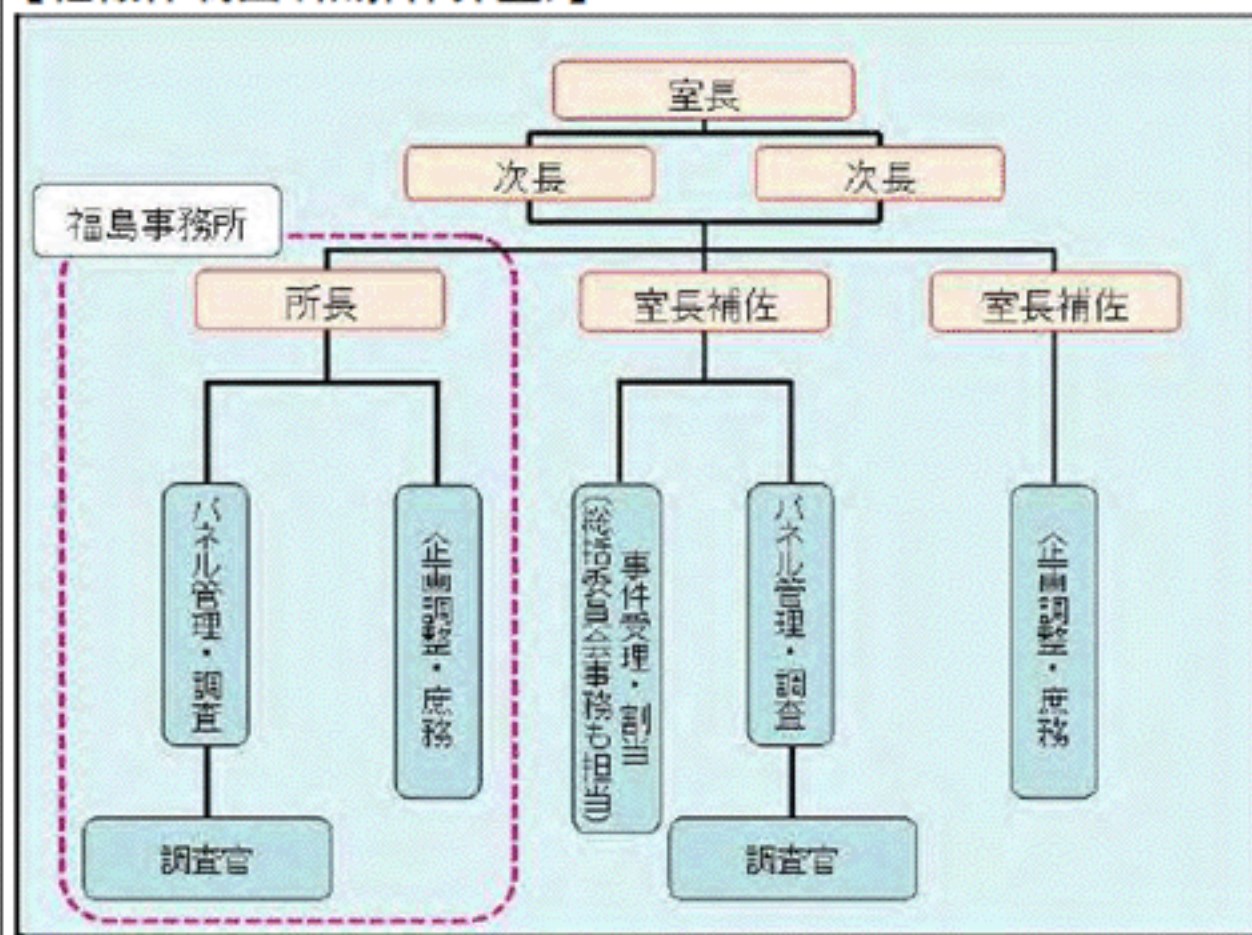 室長
次長
次長
福島事務所
所長
室長補佐
室長補佐
パネル管理・調査
企画調整・庶務
事件受理・割当
(総括委員会事務も担当)
パネル管理・調査
企画調整・庶務
調査官
調査官